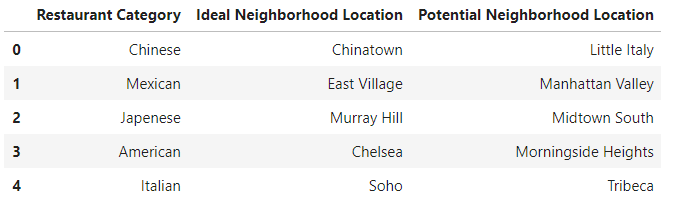 Restaurant Category Ideal Neighborhood Location Potential Neighborhood Location
0 Chinese Chinatown Little Italy
1 Mexican East Village Manhattan Valley
2 Japenese Murray Hill Midtown South
3 American Chelsea Morningside Heights
4 Italian Soho Tribeca